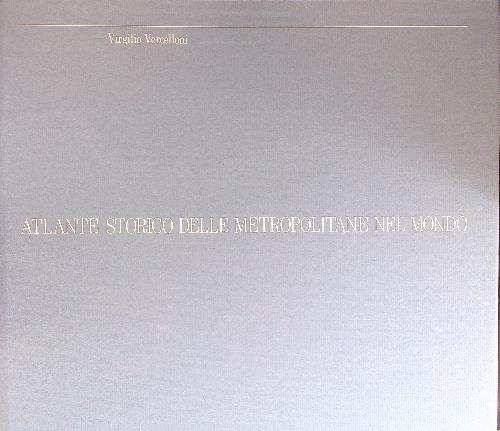 Virgilio Vercelloni
ATLANTE STORICO DELLE METROPOLITANE NEL MONDO